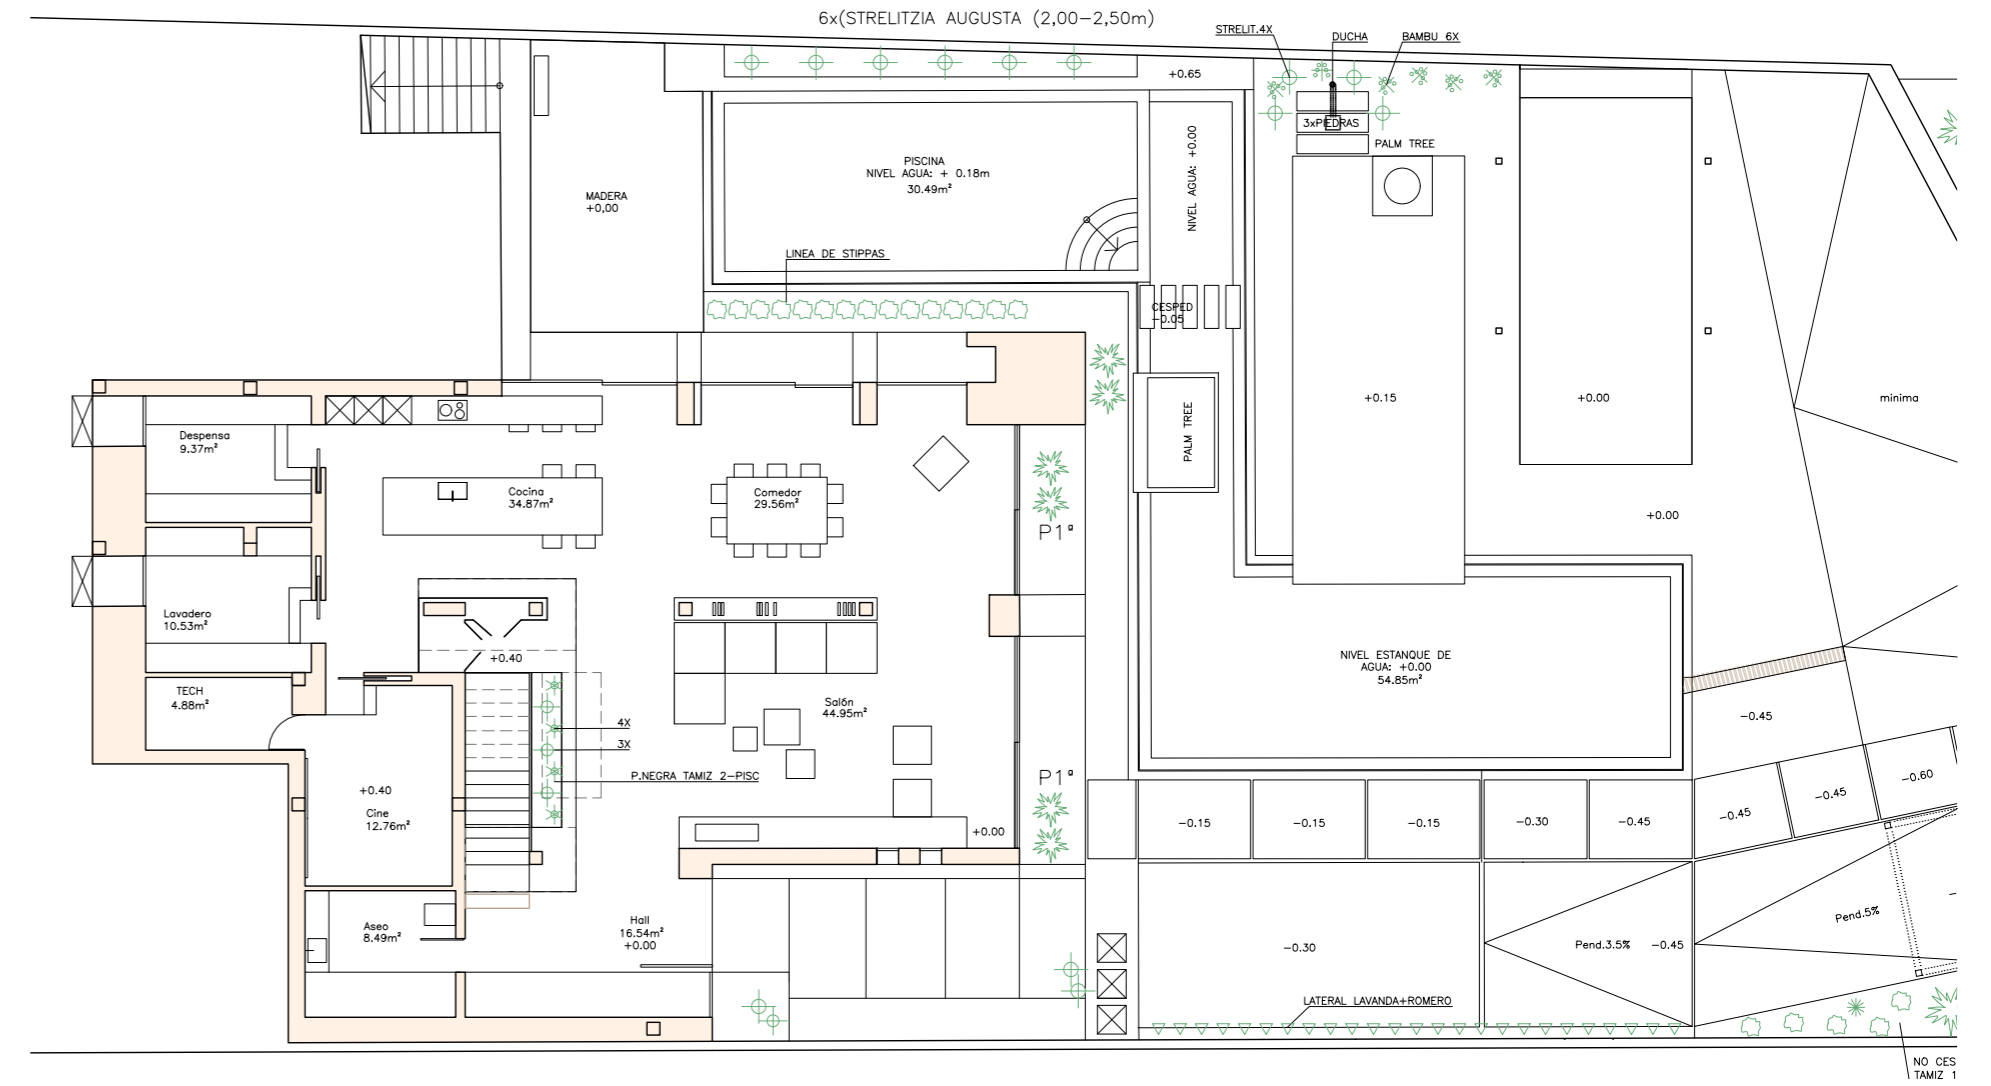 6x(STRELITZIA AUGUSTA (2,00-2,50m)
STRELIT.4X
DUCHA
BAMBU 6X
+0.65
3xPIEDRAS
PALM TREE
PISCINA
NIVEL AGUA: + 0.18m
30.49m²
NIVEL AGUA: +0.00
MADERA
+0,00
LINEA DE STIPPAS
CESPED
-0.05
+0.15
+0.00
minima
PALM TREE
Despensa
9.37m²
Cocina
34.87m²
Comedor
29.56m²
P1ª
+0.00
Lavadero
10.53m²
+0.40
NIVEL ESTANQUE DE
AGUA: +0.00
54.85m²
TECH
4.88m²
Salón
44.95m²
4X
3X
P.NEGRA TAMIZ 2-PISC
P1ª
-0.45
-0.60
-0.45
-0.45
+0.40
Cine
12.76m²
+0.00
-0.15
-0.15
-0.15
-0.30
-0.45
Aseo
8.49m²
Hall
16.54m²
+0.00
-0.30
Pend.3.5%
-0.45
Pend.5%
LATERAL LAVANDA+ROMERO
NO CES
TAMIZ 1